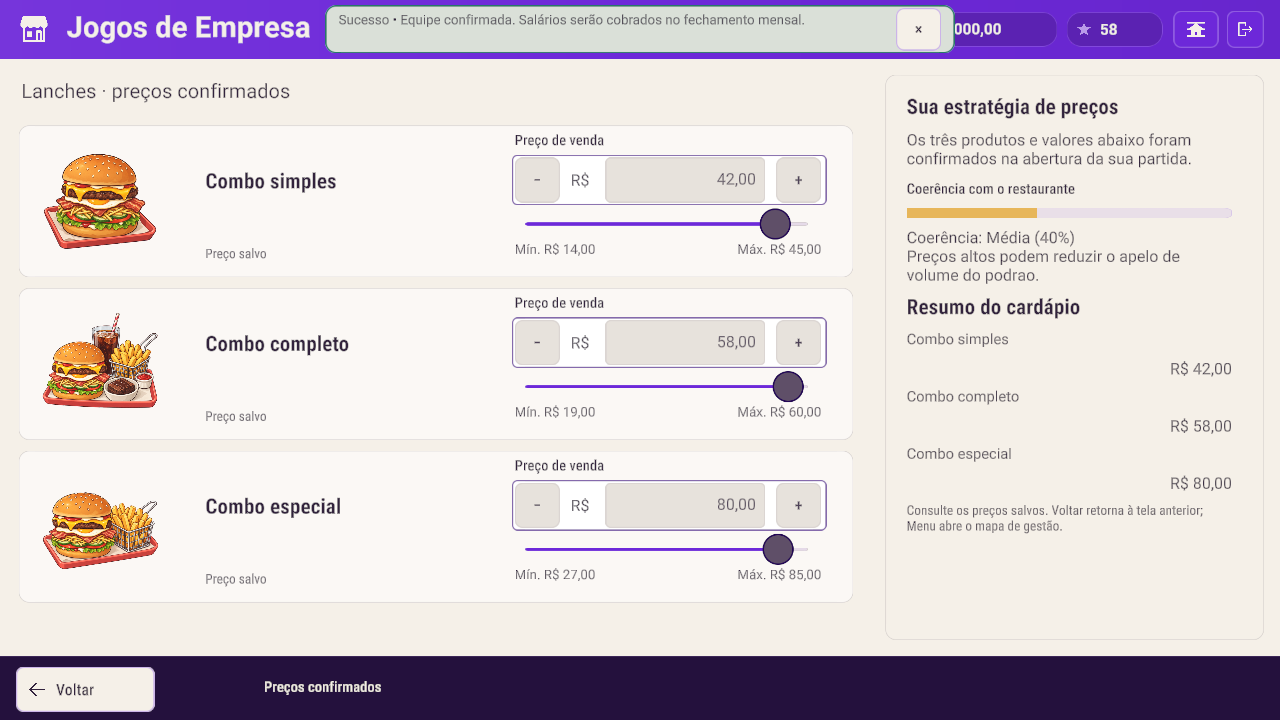 Jogos de Empresa
Sucesso • Equipe confirmada. Salários serão cobrados no fechamento mensal.
×
000,00
58
Lanches · preços confirmados
Combo simples
Preço salvo
Preço de venda
-
R$
42,00
+
Mín. R$ 14,00
Máx. R$ 45,00
Combo completo
Preço salvo
Preço de venda
-
R$
58,00
+
Mín. R$ 19,00
Máx. R$ 60,00
Combo especial
Preço salvo
Preço de venda
-
R$
80,00
+
Mín. R$ 27,00
Máx. R$ 85,00
Sua estratégia de preços
Os três produtos e valores abaixo foram
confirmados na abertura da sua partida.
Coerência com o restaurante
Coerência: Média (40%)
Preços altos podem reduzir o apelo de
volume do podrao.
Resumo do cardápio
Combo simples
R$ 42,00
Combo completo
R$ 58,00
Combo especial
R$ 80,00
Consulte os preços salvos. Voltar retorna à tela anterior;
Menu abre o mapa de gestão.
Voltar
Preços confirmados